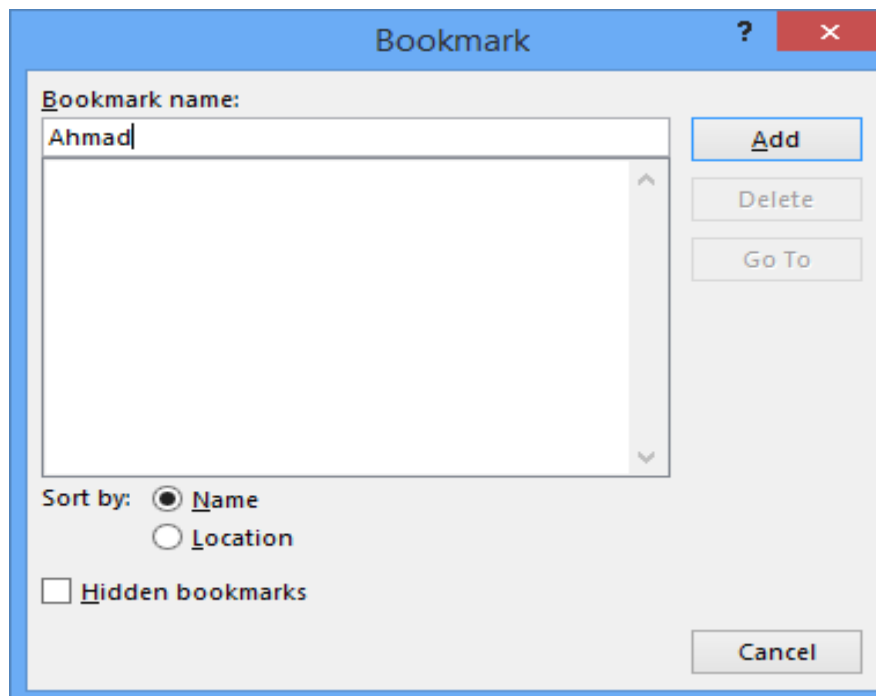 Bookmark ?
Bookmark name:
Ahmad
Add
Delete
Go To
Sort by: Name
Location
Hidden bookmarks
Cancel